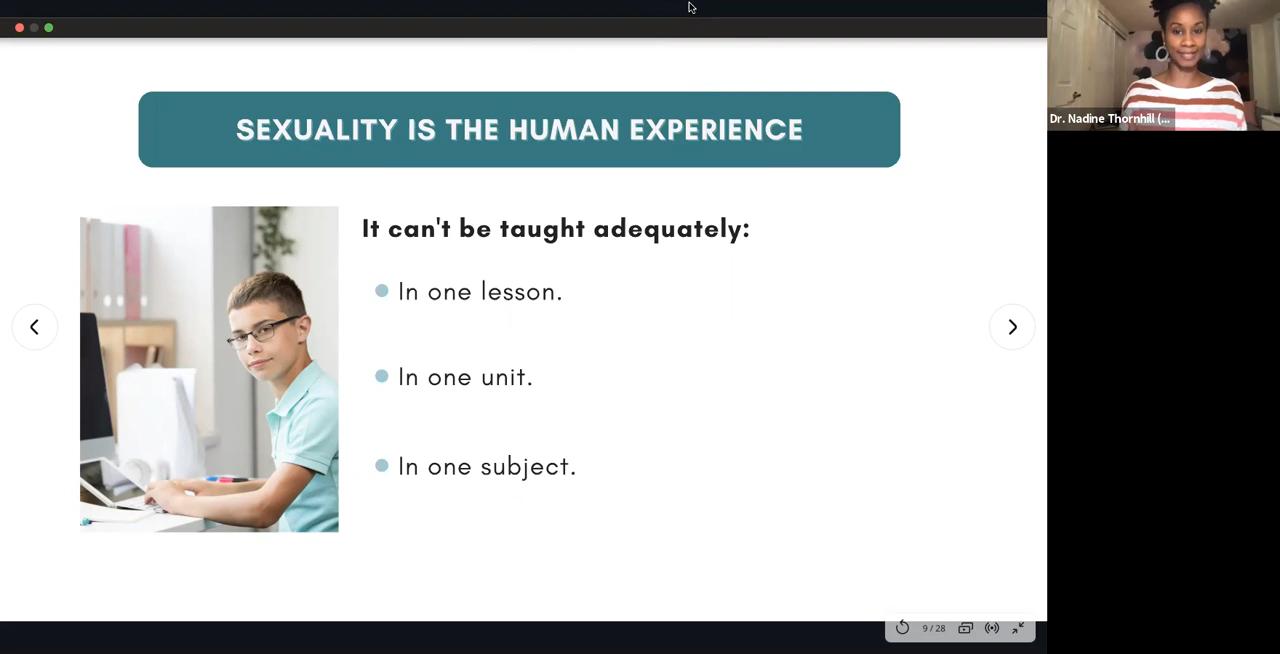 SEXUALITY IS THE HUMAN EXPERIENCE
It can't be taught adequately:
In one lesson.
In one unit.
In one subject.
Dr. Nadine Thornhill (...
9 / 28